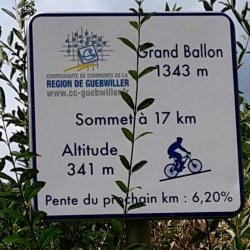 Grand Ballon
1343 m
COMMUNAUTÉ DE COMMUNES DE LA
RÉGION DE GUEBWILLER
www.cc-guebwiller.
Sommet à 17 km
Altitude
341 m
Pente du prochain km : 6,20%